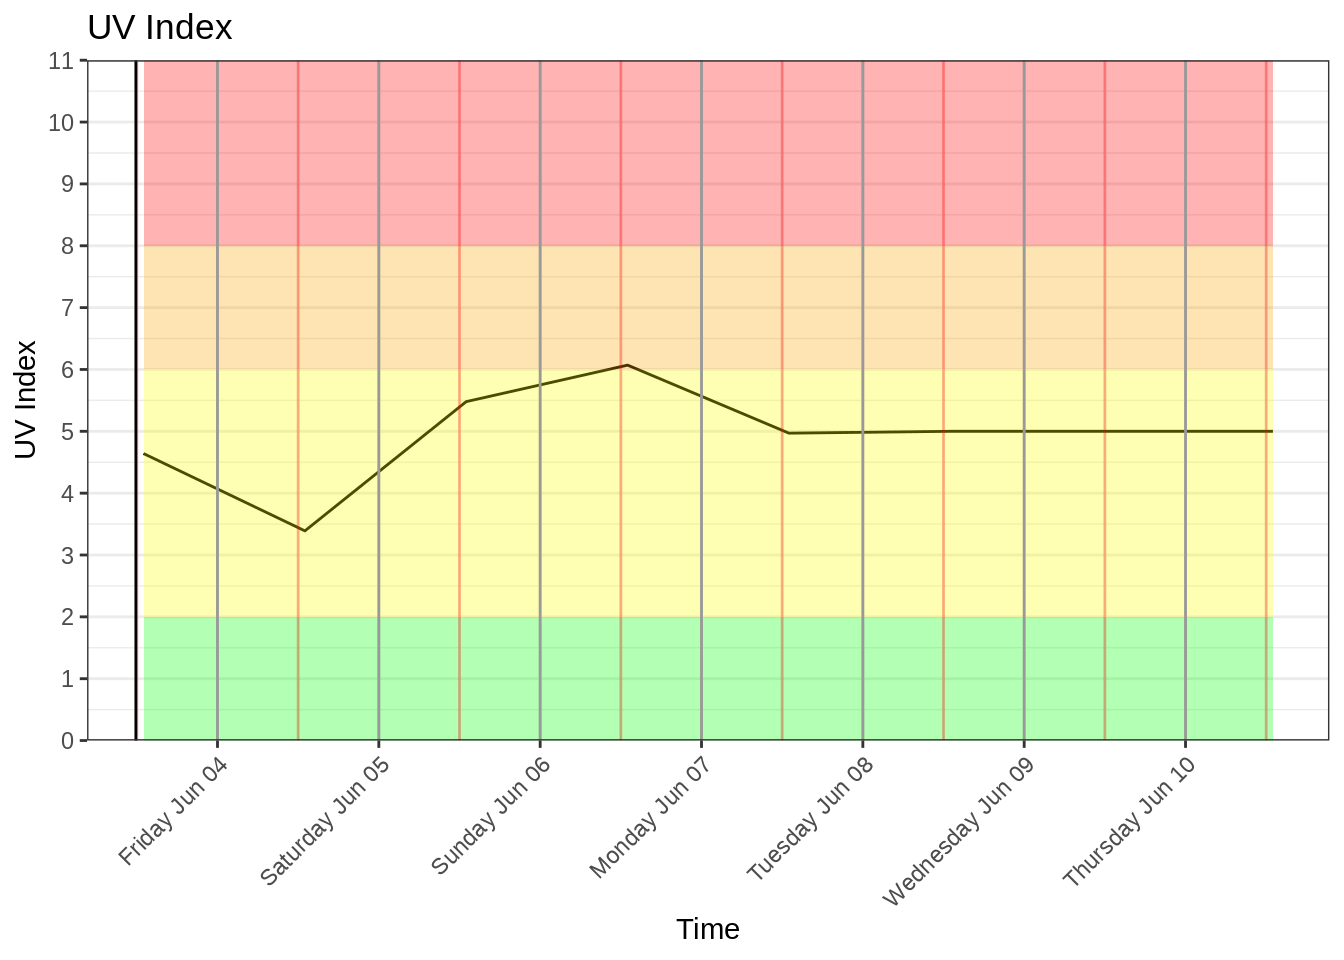 UV Index
11
10
9
8
7
6
5
4
3
2
1
0
UV Index
Friday Jun 04
Saturday Jun 05
Sunday Jun 06
Monday Jun 07
Tuesday Jun 08
Wednesday Jun 09
Thursday Jun 10
Time